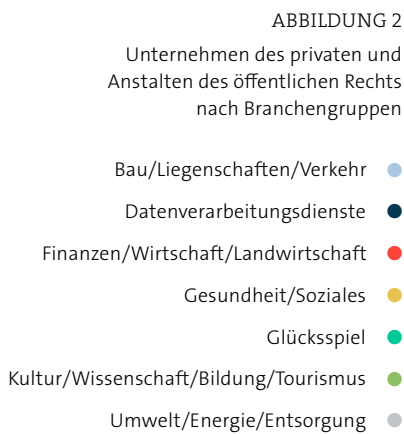 ABBILDUNG 2
Unternehmen des privaten und
Anstalten des öffentlichen Rechts
nach Branchengruppen
Bau/Liegenschaften/Verkehr
Datenverarbeitungsdienste
Finanzen/Wirtschaft/Landwirtschaft
Gesundheit/Soziales
Glücksspiel
Kultur/Wissenschaft/Bildung/Tourismus
Umwelt/Energie/Entsorgung